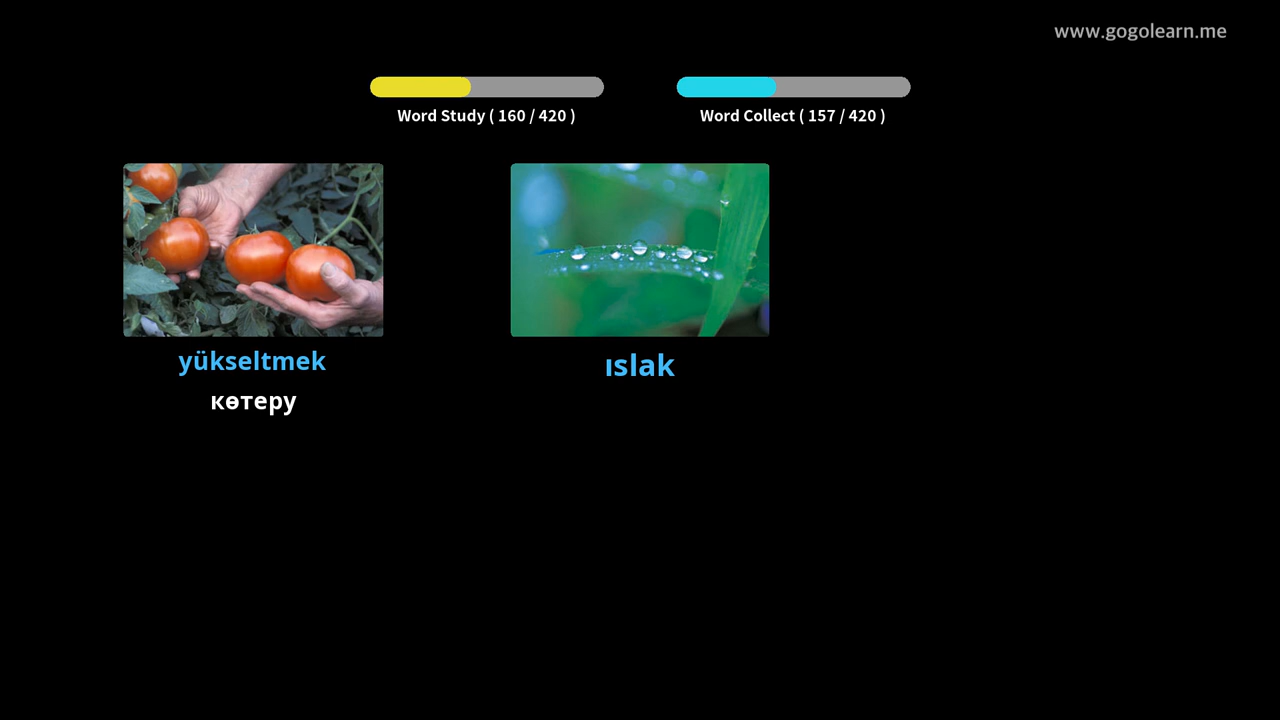 www.gogolearn.me
Word Study ( 160 / 420 )
Word Collect ( 157 / 420 )
yükseltmek
көтеру
ıslak